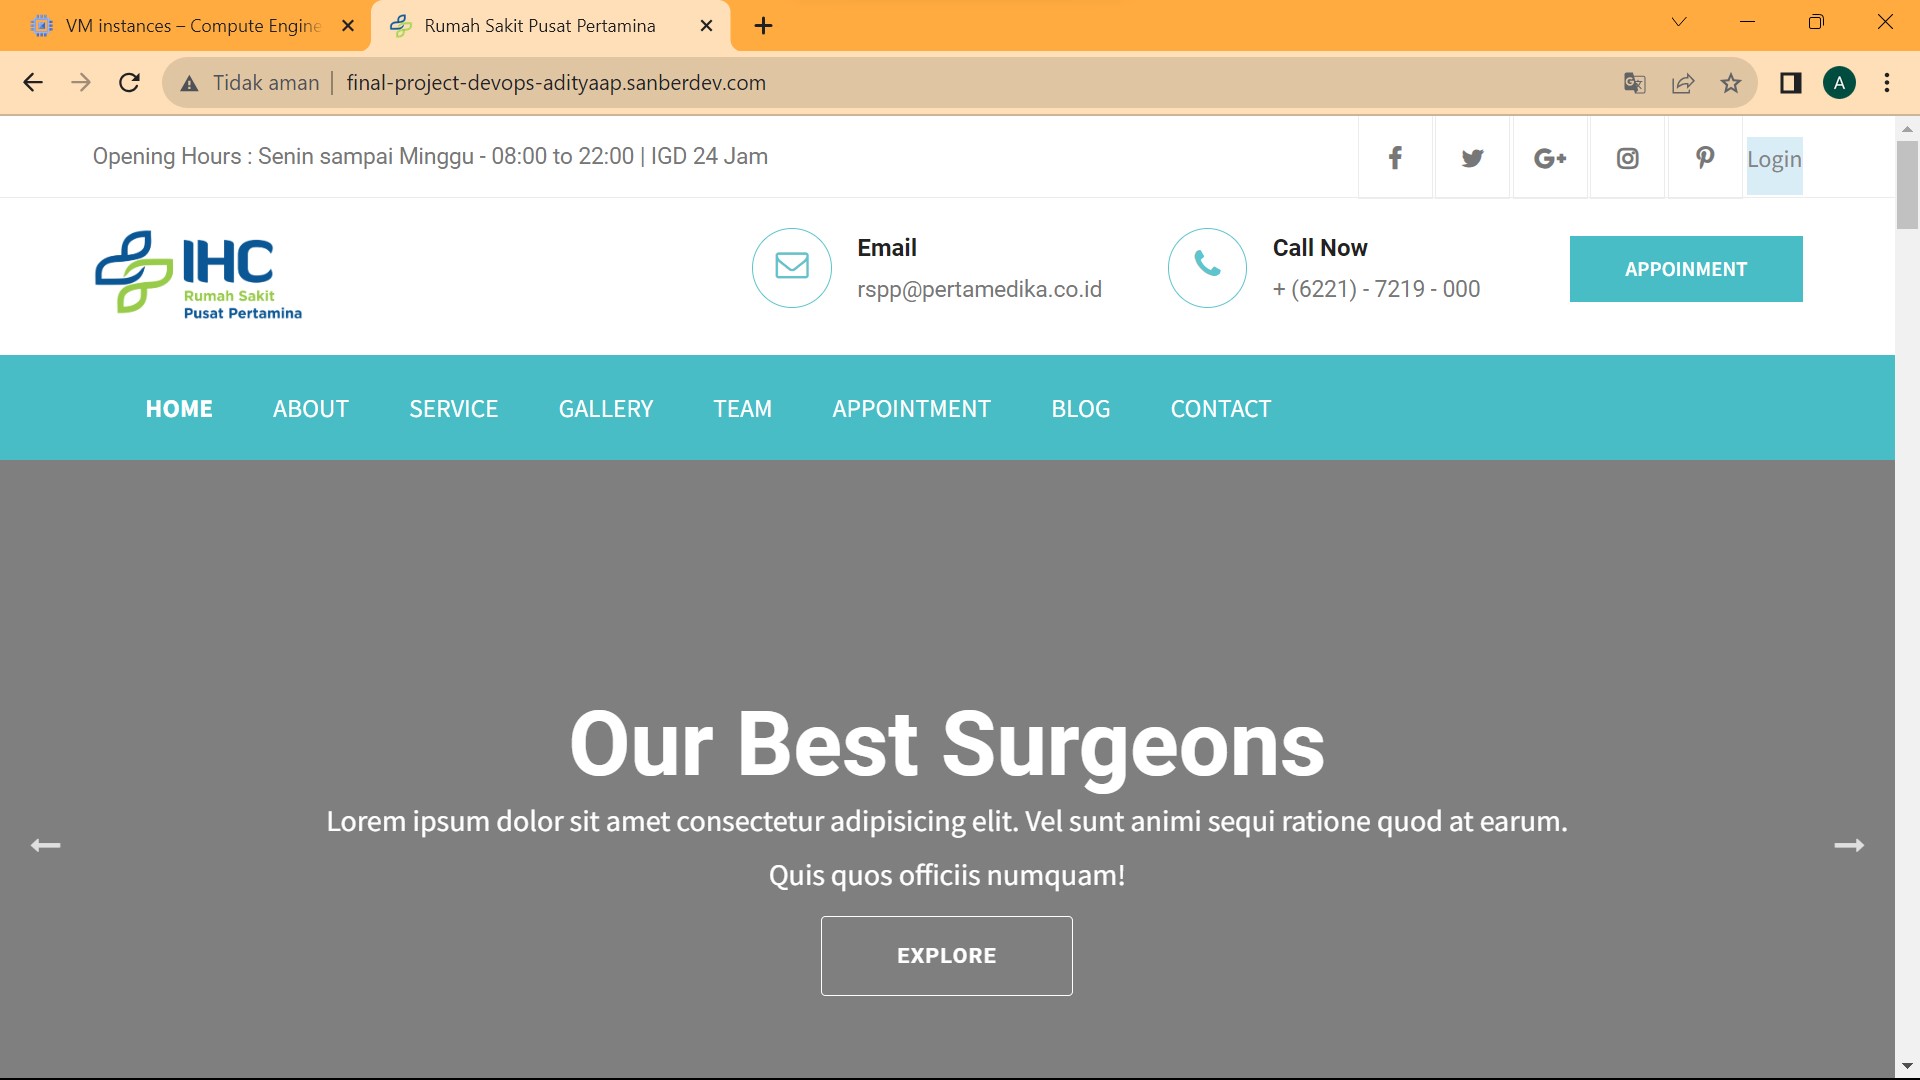 VM instances – Compute Engine
Rumah Sakit Pusat Pertamina
Tidak aman
final-project-devops-adityaap.sanberdev.com
A
Opening Hours : Senin sampai Minggu - 08:00 to 22:00 | IGD 24 Jam
Login
IHC
Rumah Sakit
Pusat Pertamina
Email
rspp@pertamedika.co.id
Call Now
+ (6221) - 7219 - 000
APPOINMENT
HOME
ABOUT
SERVICE
GALLERY
TEAM
APPOINTMENT
BLOG
CONTACT
Our Best Surgeons
Lorem ipsum dolor sit amet consectetur adipisicing elit. Vel sunt animi sequi ratione quod at earum.
Quis quos officiis numquam!
EXPLORE